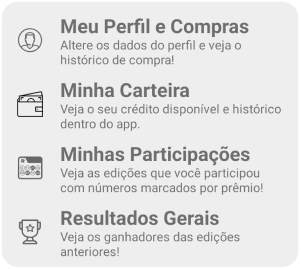 Meu Perfil e Compras
Altere os dados do perfil e veja o
histórico de compra!
Minha Carteira
Veja o seu crédito disponível e histórico
dentro do app.
Minhas Participações
Veja as edições que você participou
com números marcados por prêmio!
Resultados Gerais
Veja os ganhadores das edições
anteriores!